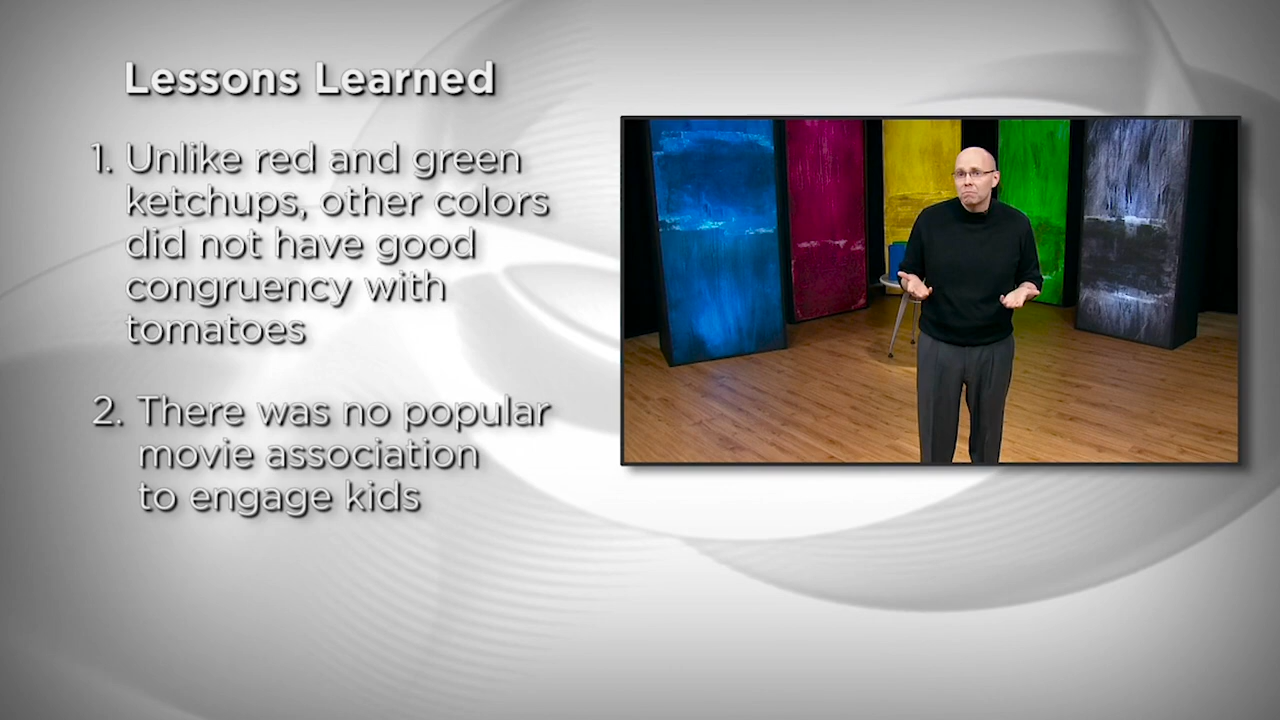 Lessons Learned
1. Unlike red and green
ketchups, other colors
did not have good
congruency with
tomatoes
2. There was no popular
movie association
to engage kids